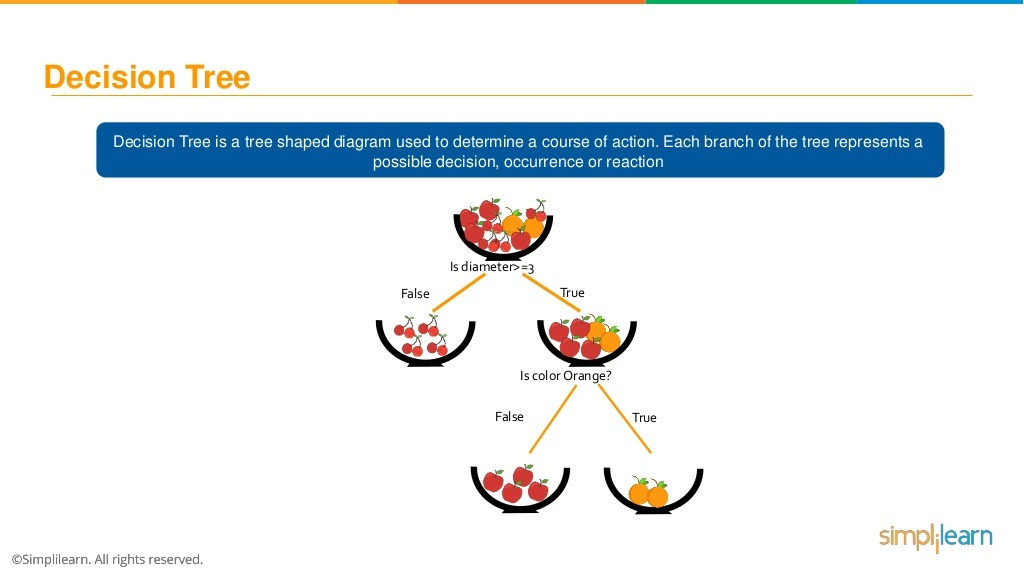 Decision Tree
Decision Tree is a tree shaped diagram used to determine a course of action. Each branch of the tree represents a
possible decision, occurrence or reaction
Is diameter>=3
False
True
Is color Orange?
False
True
simplilearn
©Simplilearn. All rights reserved.